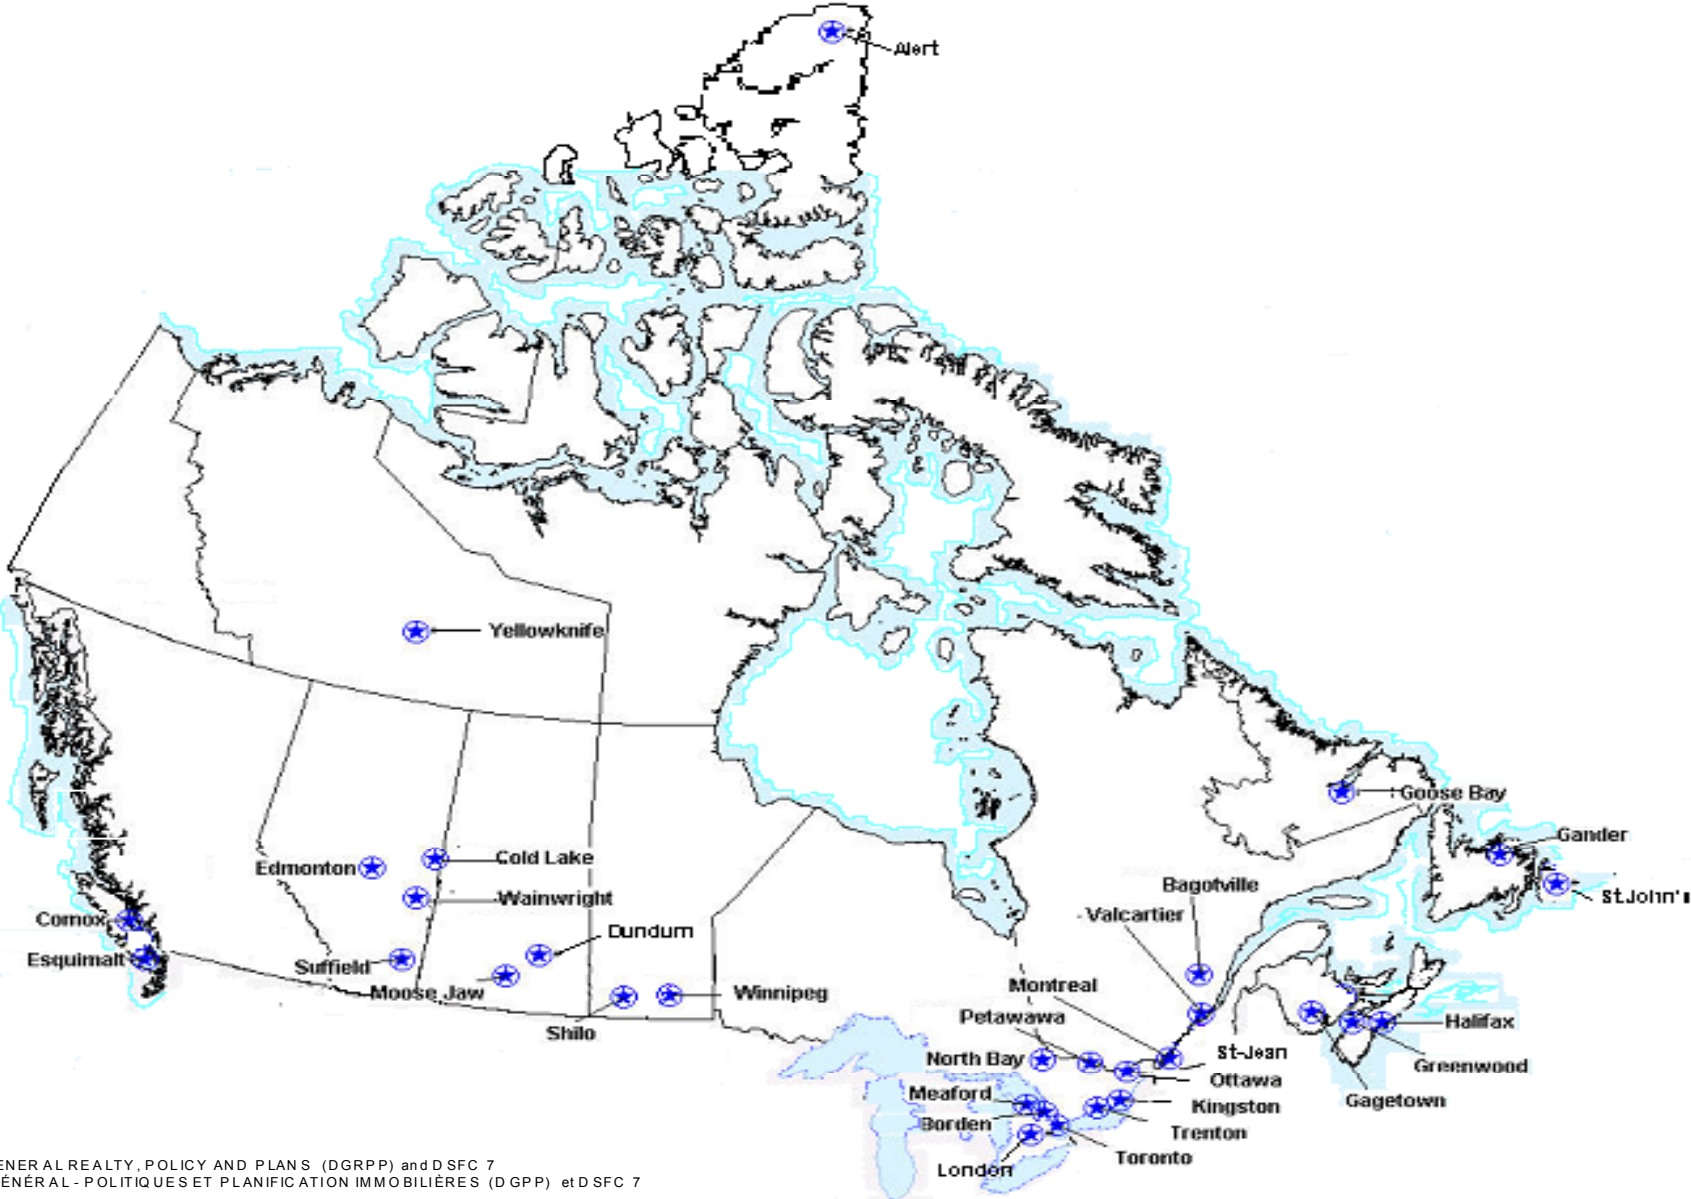 Alert
Yellowknife
Goose Bay
Gander
St.John's
Edmonton
Cold Lake
Wainwright
Bagotville
Valcartier
Comox
Dundurn
Esquimalt
Suffield
Moose Jaw
Winnipeg
Shilo
Montreal
Petawawa
Halifax
North Bay
St-Jean
Greenwood
Ottawa
Meaford
Gagetown
Kingston
Borden
Trenton
Toronto
London
ENERAL REALTY, POLICY AND PLANS (DGRPP) and DSFC 7
ÉNÉRAL - POLITIQUES ET PLANIFICATION IMMOBILIÈRES (DGPP) et DSFC 7